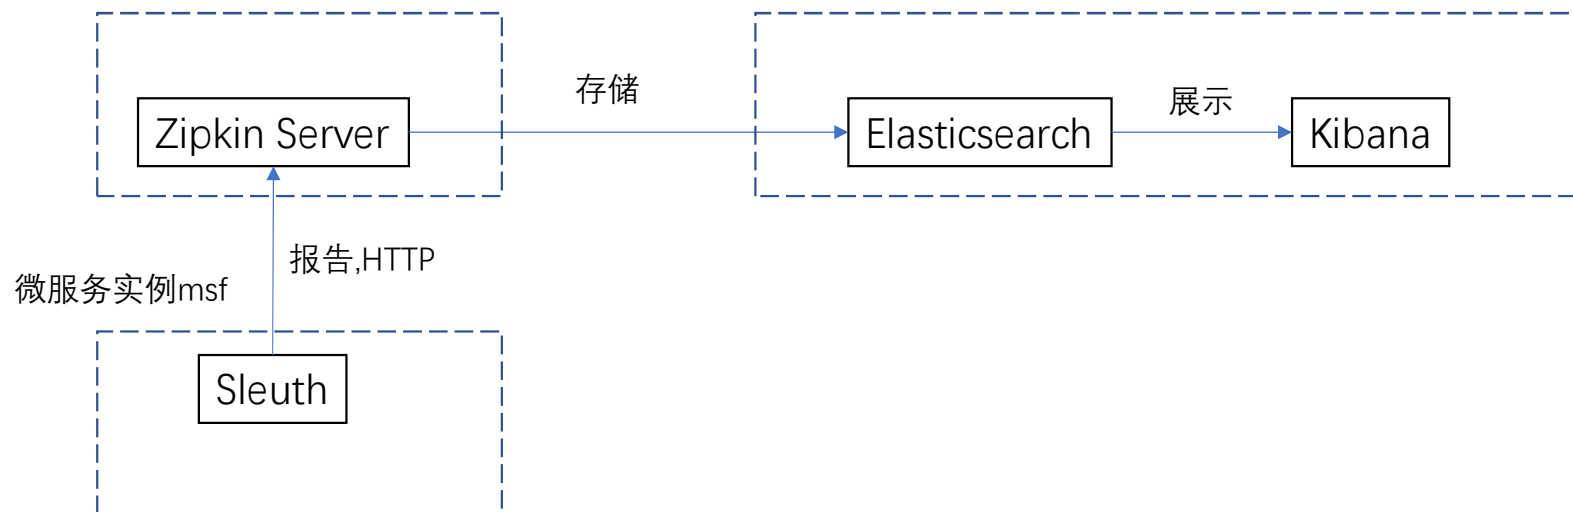 存储
展示
Zipkin Server
Elasticsearch
Kibana
报告,HTTP
微服务实例msf
Sleuth